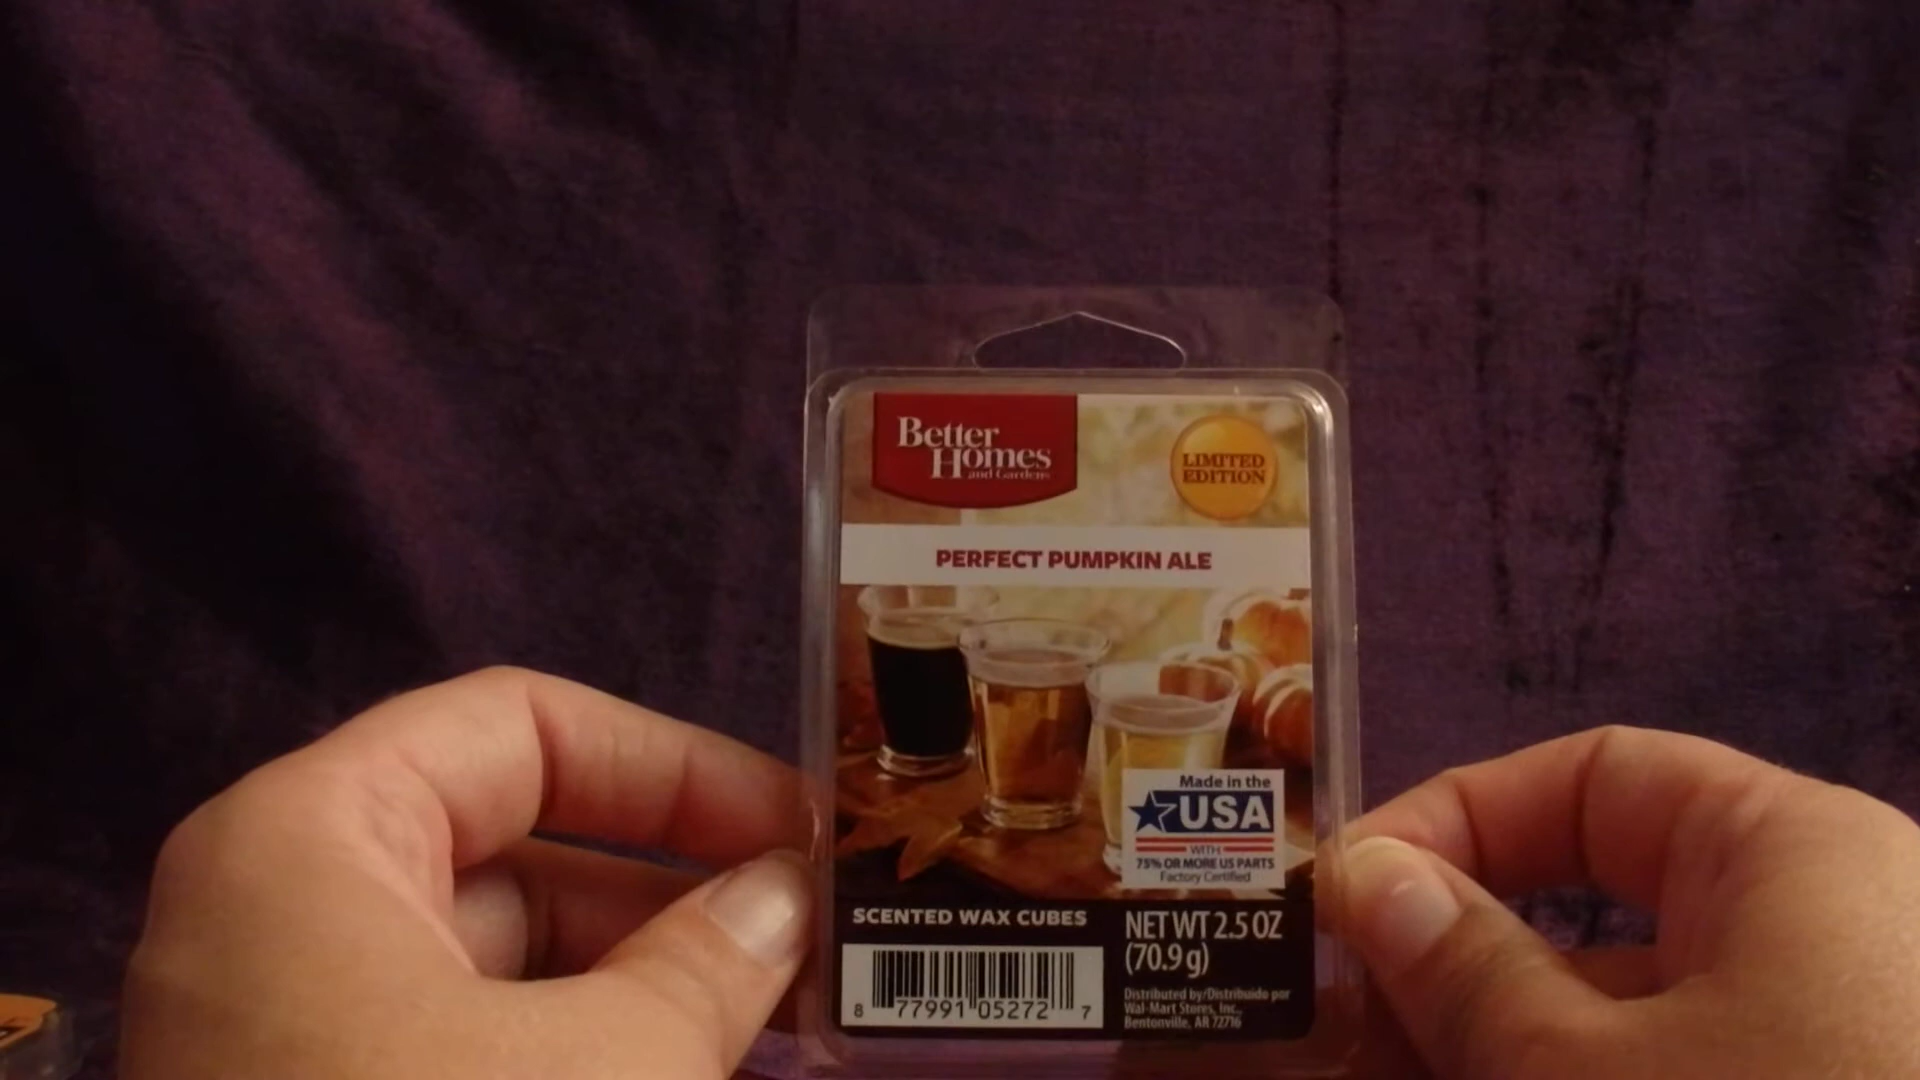 Better
Homes
and Gardens
LIMITED
EDITION
PERFECT PUMPKIN ALE
Made in the
USA
WITH
75% OR MORE US PARTS
Factory Certified
SCENTED WAX CUBES
NET WT 2.5 OZ
(70.9 g)
8 77991 05272 7
Distributed by/Distribuido por
Wal-Mart Stores, Inc.,
Bentonville, AR 72716